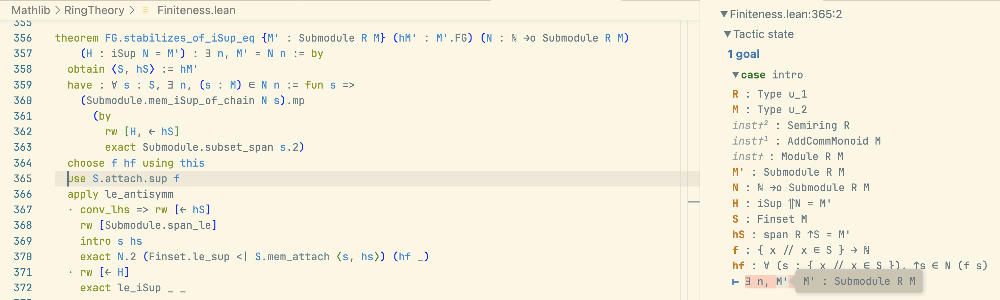 Mathlib > RingTheory > Finiteness.lean
355
356 theorem FG.stabilizes_of_iSup_eq {M' : Submodule R M} (hM' : M'.FG) (N : ℕ →o Submodule R M)
357 (H : iSup N = M') : ∃ n, M' = N n := by
358 obtain ⟨S, hS⟩ := hM'
359 have : ∀ s : S, ∃ n, (s : M) ∈ N n := fun s =>
360 (Submodule.mem_iSup_of_chain N s).mp
361 (by
362 rw [H, ← hS]
363 exact Submodule.subset_span s.2)
364 choose f hf using this
365 use S.attach.sup f
366 apply le_antisymm
367 · conv_lhs => rw [← hS]
368 rw [Submodule.span_le]
369 intro s hs
370 exact N.2 (Finset.le_sup <| S.mem_attach ⟨s, hs⟩) (hf _)
371 · rw [← H]
372 exact le_iSup _ _
▼Finiteness.lean:365:2
▼Tactic state
1 goal
▼case intro
R : Type u_1
M : Type u_2
inst✝² : Semiring R
inst✝¹ : AddCommMonoid M
inst✝ : Module R M
M' : Submodule R M
N : ℕ →o Submodule R M
H : iSup ⇑N = M'
S : Finset M
hS : span R ↑S = M'
f : { x // x ∈ S } → ℕ
hf : ∀ (s : { x // x ∈ S }), ↑s ∈ N (f s)
⊢ ∃ n, M'
M' : Submodule R M